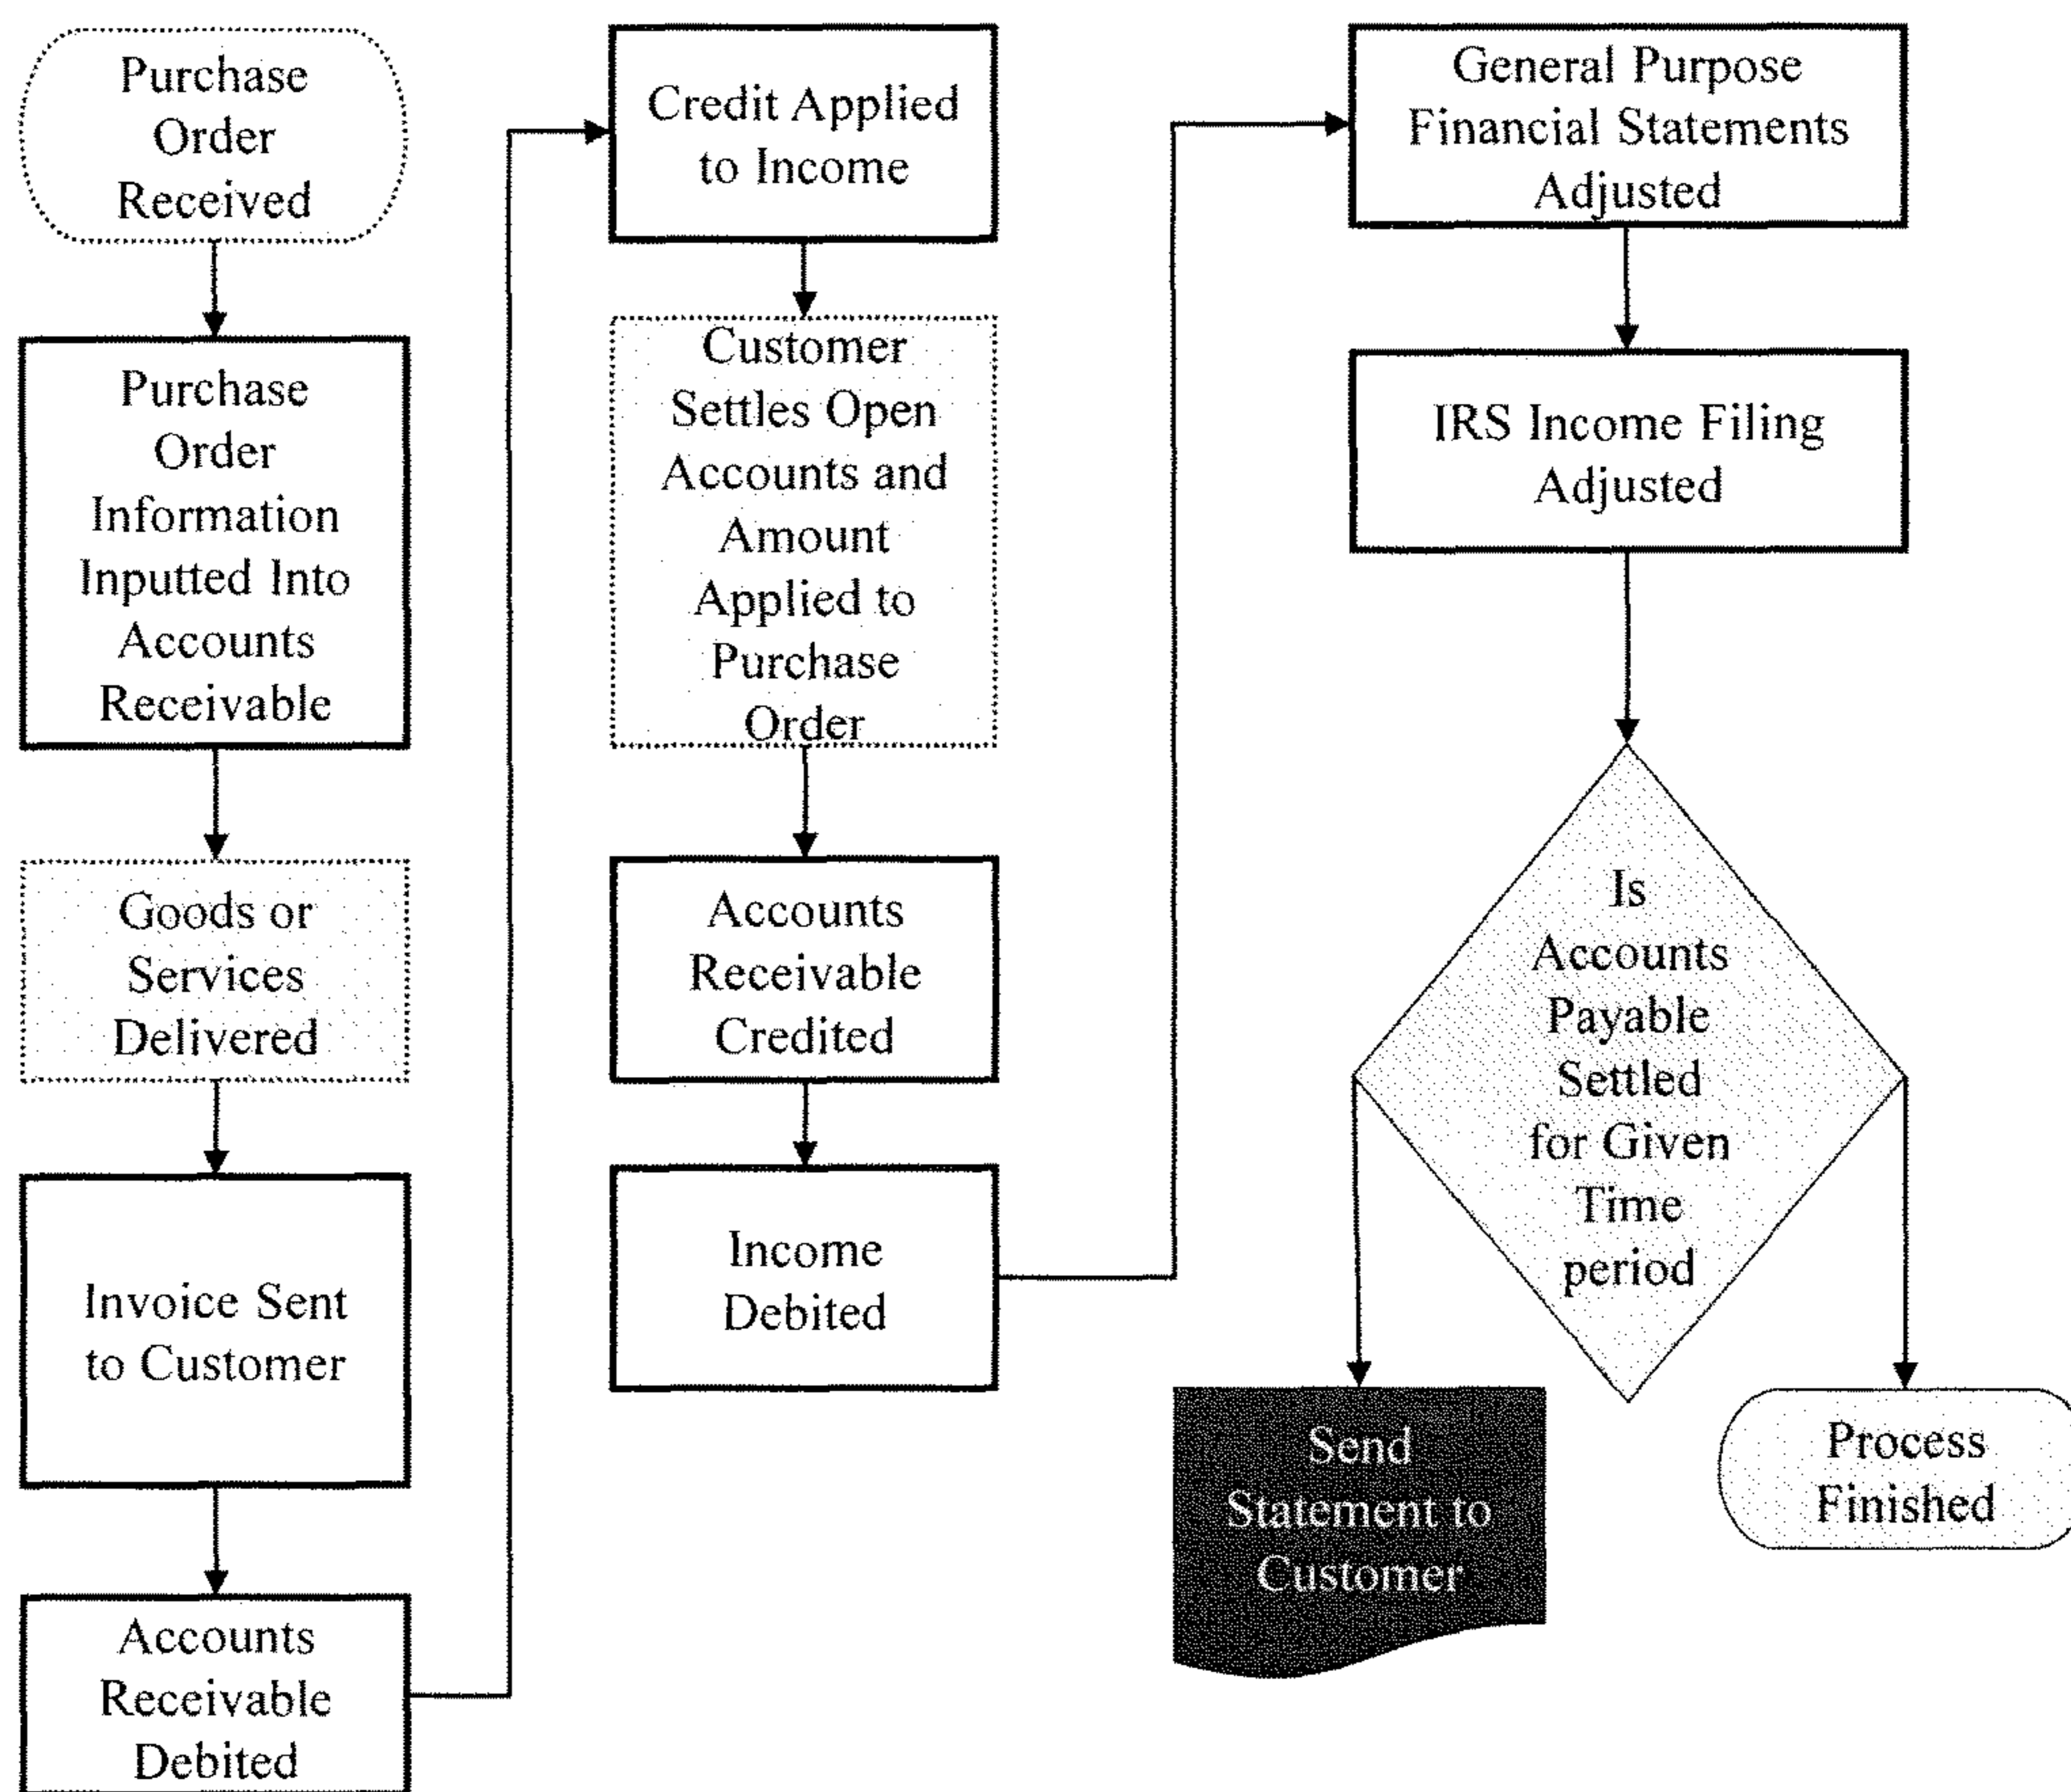 Purchase
Order
Received
Purchase
Order
Information
Inputted Into
Accounts
Receivable
Goods or
Services
Delivered
Invoice Sent
to Customer
Accounts
Receivable
Debited
Credit Applied
to Income
Customer
Settles Open
Accounts and
Amount
Applied to
Purchase
Order
Accounts
Receivable
Credited
Income
Debited
General Purpose
Financial Statements
Adjusted
IRS Income Filing
Adjusted
Is
Accounts
Payable
Settled
for Given
Time
period
Send
Statement to
Customer
Process
Finished